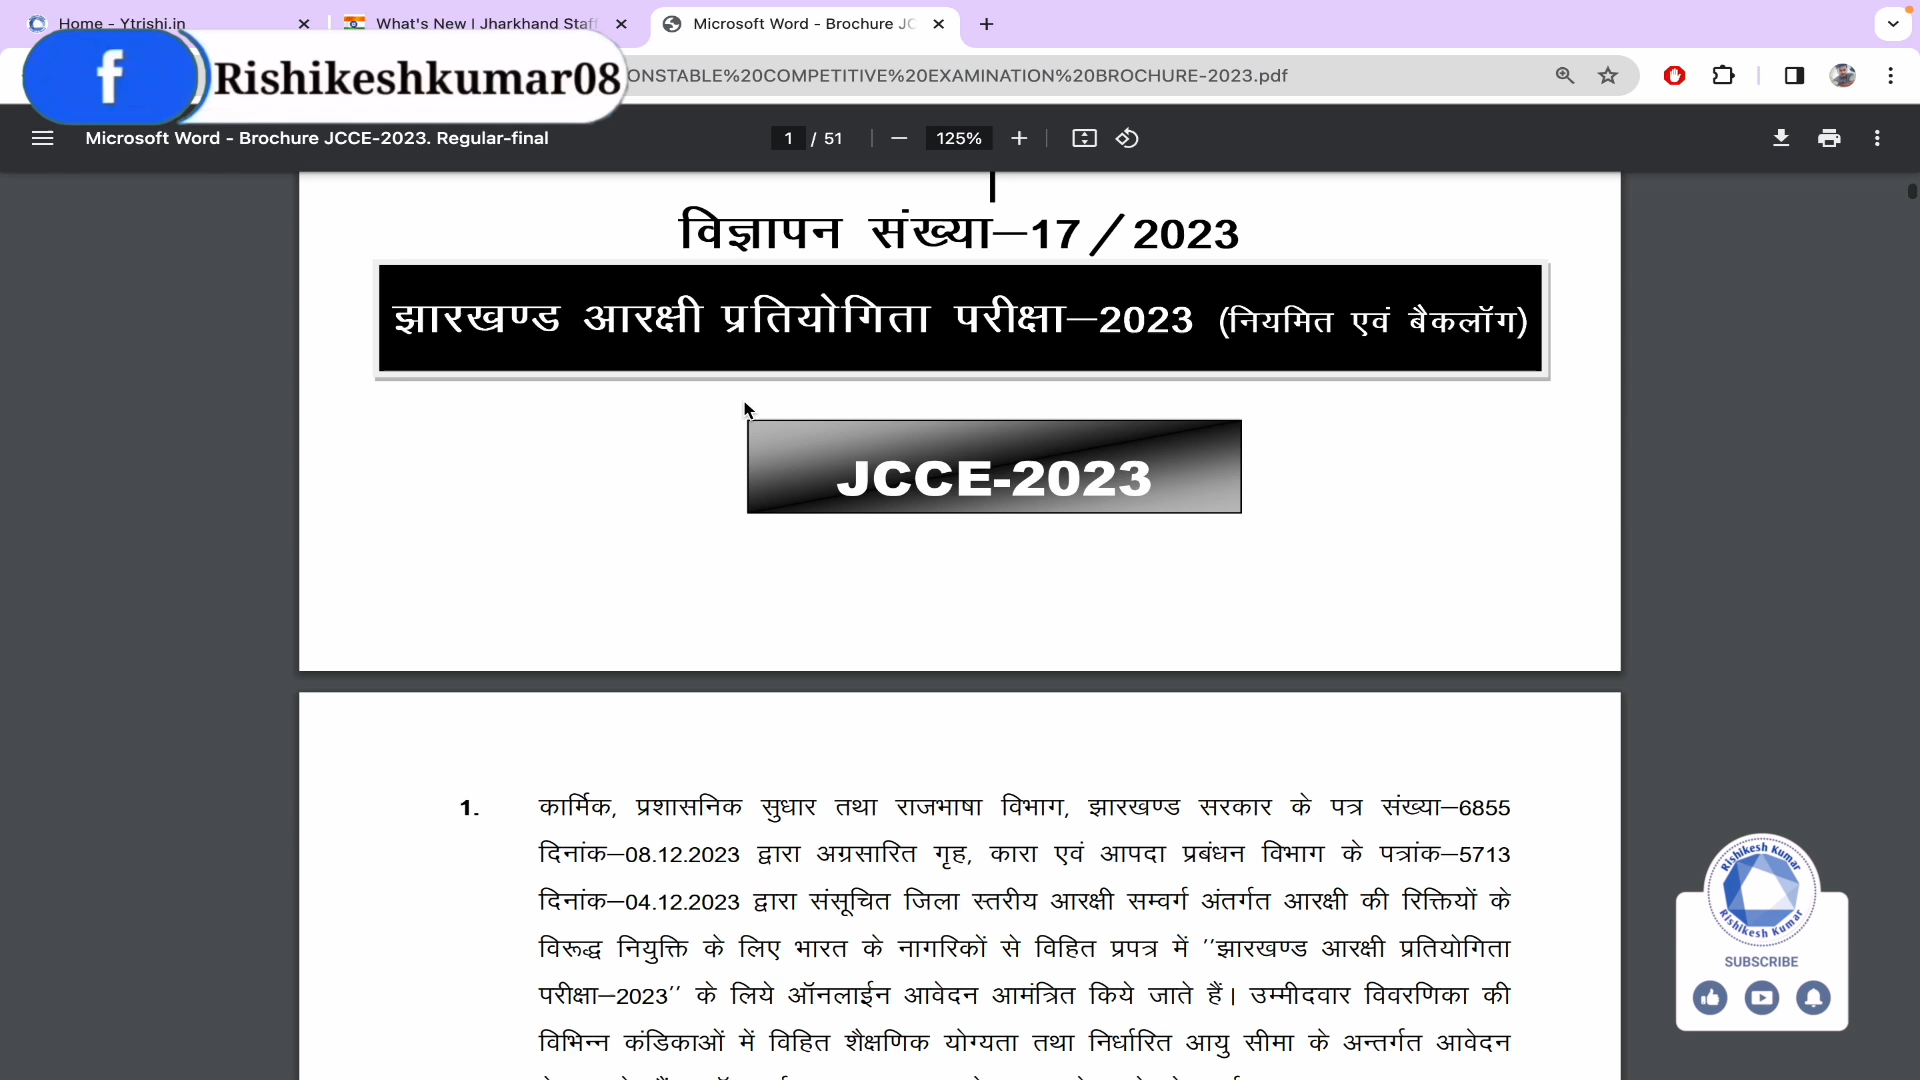 Home - Ytrishi.in
What's New | Jharkhand Staff
Microsoft Word - Brochure JC
Rishikeshkumar08
ONSTABLE%20COMPETITIVE%20EXAMINATION%20BROCHURE-2023.pdf
Microsoft Word - Brochure JCCE-2023. Regular-final
1 / 51
125%
विज्ञापन संख्या–17/2023
झारखण्ड आरक्षी प्रतियोगिता परीक्षा–2023 (नियमित एवं बैकलॉग)
JCCE-2023
1. कार्मिक, प्रशासनिक सुधार तथा राजभाषा विभाग, झारखण्ड सरकार के पत्र संख्या–6855
दिनांक–08.12.2023 द्वारा अग्रसारित गृह, कारा एवं आपदा प्रबंधन विभाग के पत्रांक–5713
दिनांक–04.12.2023 द्वारा संसूचित जिला स्तरीय आरक्षी सम्वर्ग अंतर्गत आरक्षी की रिक्तियों के
विरूद्ध नियुक्ति के लिए भारत के नागरिकों से विहित प्रपत्र में ''झारखण्ड आरक्षी प्रतियोगिता
परीक्षा–2023'' के लिये ऑनलाईन आवेदन आमंत्रित किये जाते हैं। उम्मीदवार विवरणिका की
विभिन्न कंडिकाओं में विहित शैक्षणिक योग्यता तथा निर्धारित आयु सीमा के अन्तर्गत आवेदन
Rishikesh Kumar
Rishikesh Kumar
SUBSCRIBE